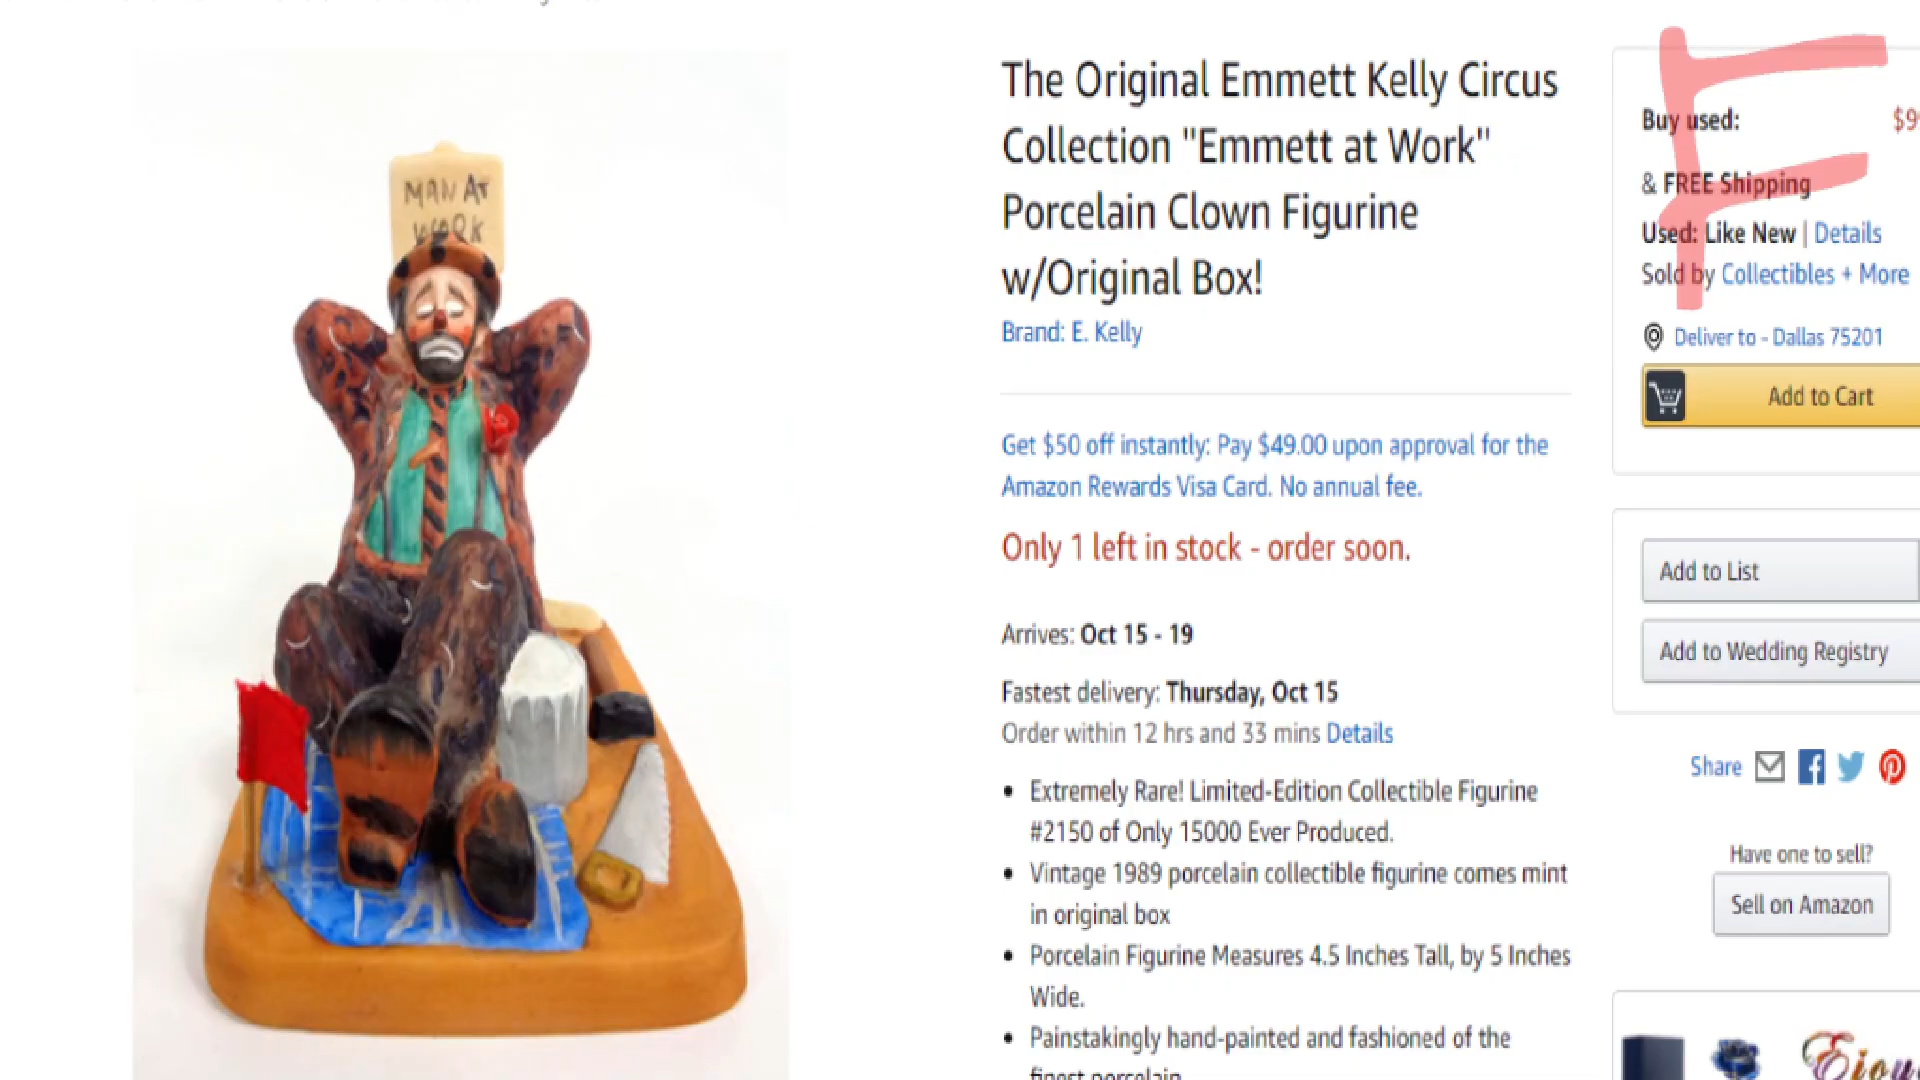 MAN AT
WORK
The Original Emmett Kelly Circus
Collection "Emmett at Work"
Porcelain Clown Figurine
w/Original Box!
Brand: E. Kelly
Get $50 off instantly: Pay $49.00 upon approval for the
Amazon Rewards Visa Card. No annual fee.
Only 1 left in stock - order soon.
Arrives: Oct 15 - 19
Fastest delivery: Thursday, Oct 15
Order within 12 hrs and 33 mins Details
• Extremely Rare! Limited-Edition Collectible Figurine
#2150 of Only 15000 Ever Produced.
• Vintage 1989 porcelain collectible figurine comes mint
in original box
• Porcelain Figurine Measures 4.5 Inches Tall, by 5 Inches
Wide.
• Painstakingly hand-painted and fashioned of the
finest porcelain
F
Buy used: $9
& FREE Shipping
Used: Like New | Details
Sold by Collectibles + More
Deliver to - Dallas 75201
Add to Cart
Add to List
Add to Wedding Registry
Share
Have one to sell?
Sell on Amazon